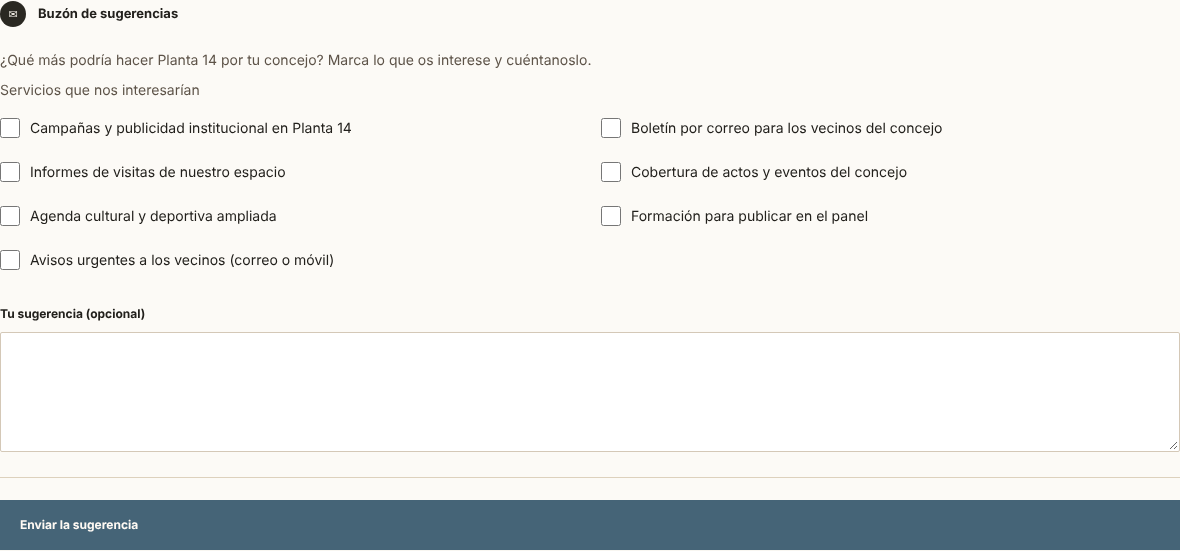 Buzón de sugerencias
¿Qué más podría hacer Planta 14 por tu concejo? Marca lo que os interese y cuéntanoslo.
Servicios que nos interesarían
Campañas y publicidad institucional en Planta 14
Boletín por correo para los vecinos del concejo
Informes de visitas de nuestro espacio
Cobertura de actos y eventos del concejo
Agenda cultural y deportiva ampliada
Formación para publicar en el panel
Avisos urgentes a los vecinos (correo o móvil)
Tu sugerencia (opcional)
Enviar la sugerencia